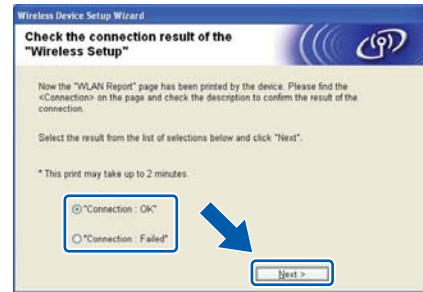 Wireless Device Setup Wizard
Check the connection result of the
"Wireless Setup"
Now the "WLAN Report" page has been printed by the device. Please find the
<Connection> on the page and check the description to confirm the result of the
connection.
Select the result from the list of selections below and click "Next".
* This print may take up to 2 minutes.
"Connection : OK"
"Connection : Failed"
Next >